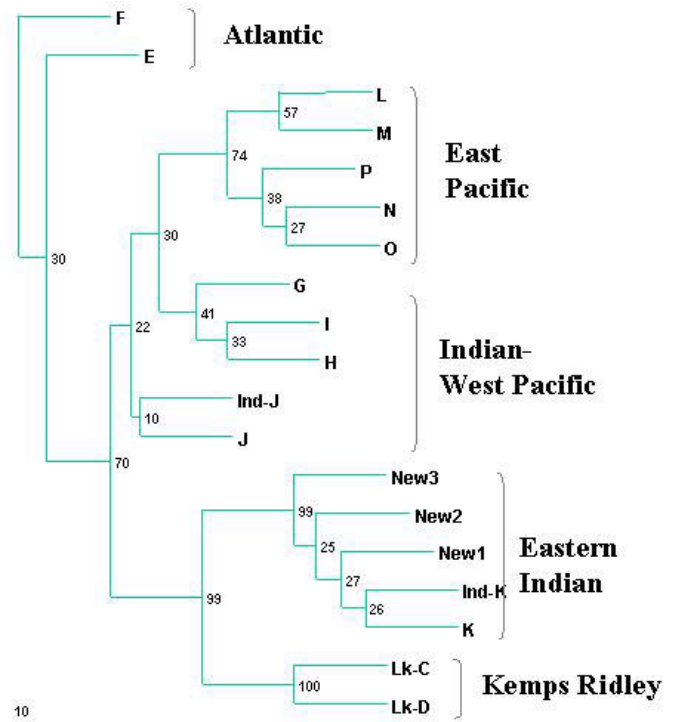 F
Atlantic
E
L
57
M
East
Pacific
74
P
38
N
27
O
30
30
G
41
I
33
H
Indian-
West Pacific
22
Ind-J
10
J
70
New3
99
New2
25
New1
27
Ind-K
26
K
Eastern
Indian
99
Lk-C
100
Lk-D
Kemps Ridley
10